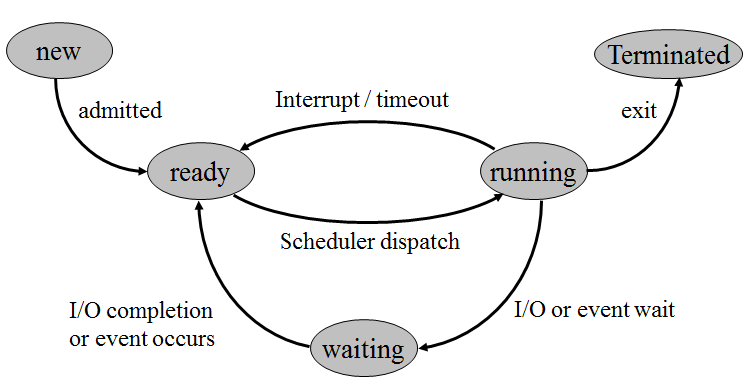 new
Terminated
admitted
Interrupt / timeout
exit
ready
running
Scheduler dispatch
I/O completion
or event occurs
I/O or event wait
waiting